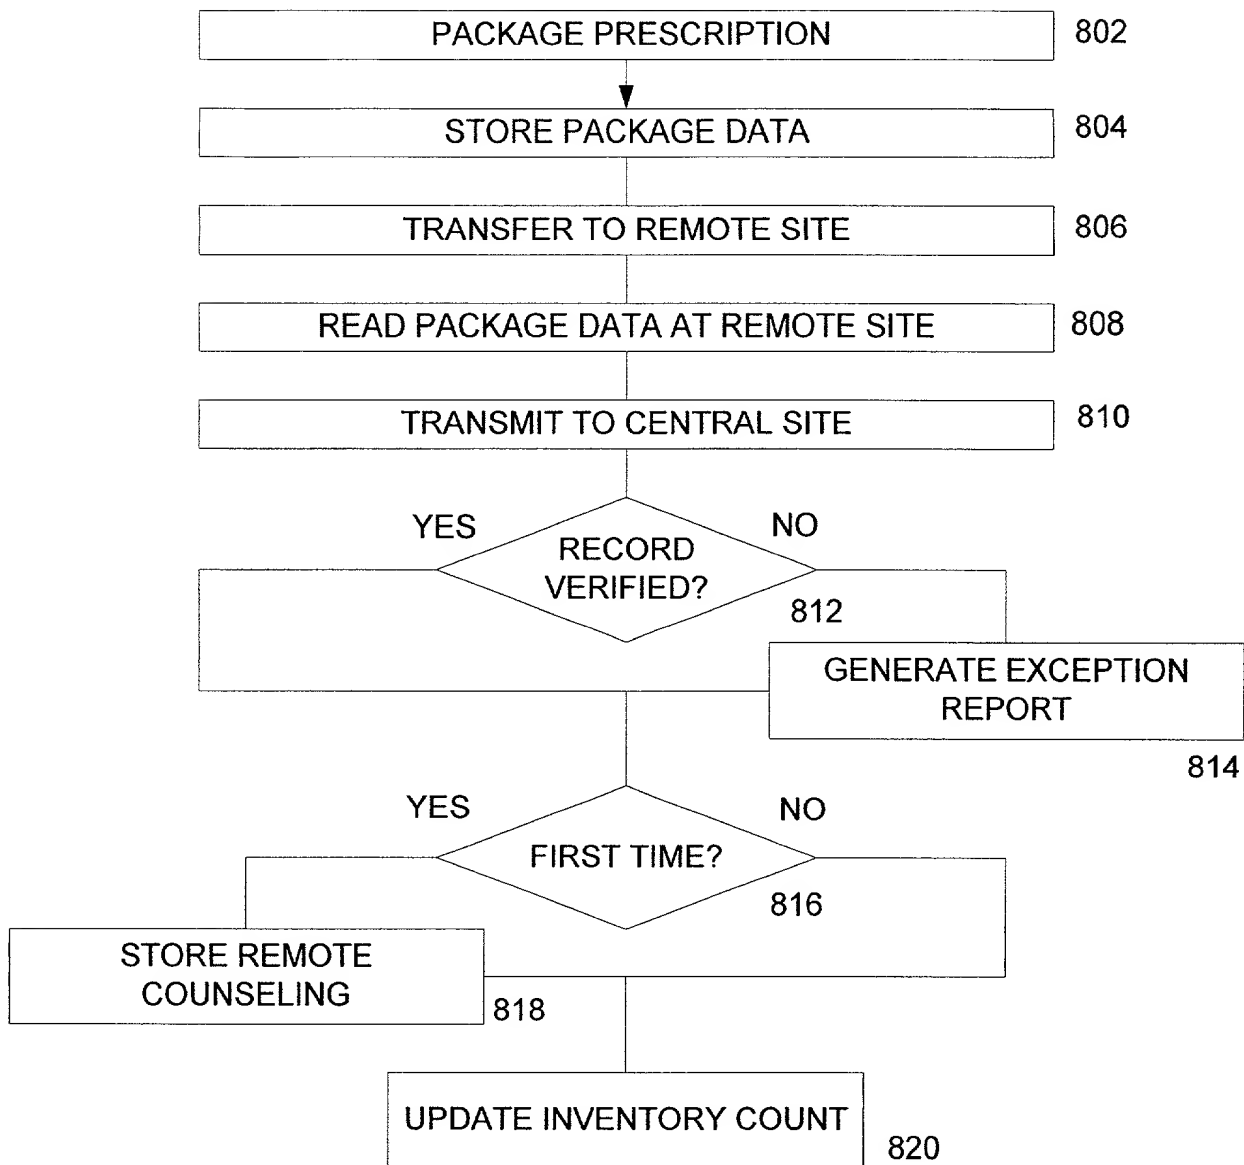 PACKAGE PRESCRIPTION
802
STORE PACKAGE DATA
804
TRANSFER TO REMOTE SITE
806
READ PACKAGE DATA AT REMOTE SITE
808
TRANSMIT TO CENTRAL SITE
810
YES
NO
RECORD
VERIFIED?
812
GENERATE EXCEPTION
REPORT
814
YES
NO
FIRST TIME?
816
STORE REMOTE
COUNSELING
818
UPDATE INVENTORY COUNT
820